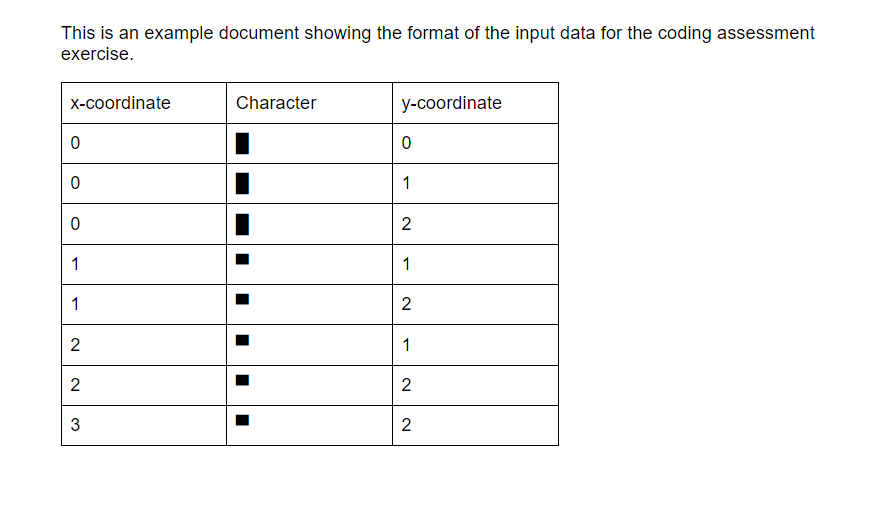 This is an example document showing the format of the input data for the coding assessment
exercise.
x-coordinate Character y-coordinate
0 █ 0
0 █ 1
0 █ 2
1 ▀ 1
1 ▀ 2
2 ▀ 1
2 ▀ 2
3 ▀ 2